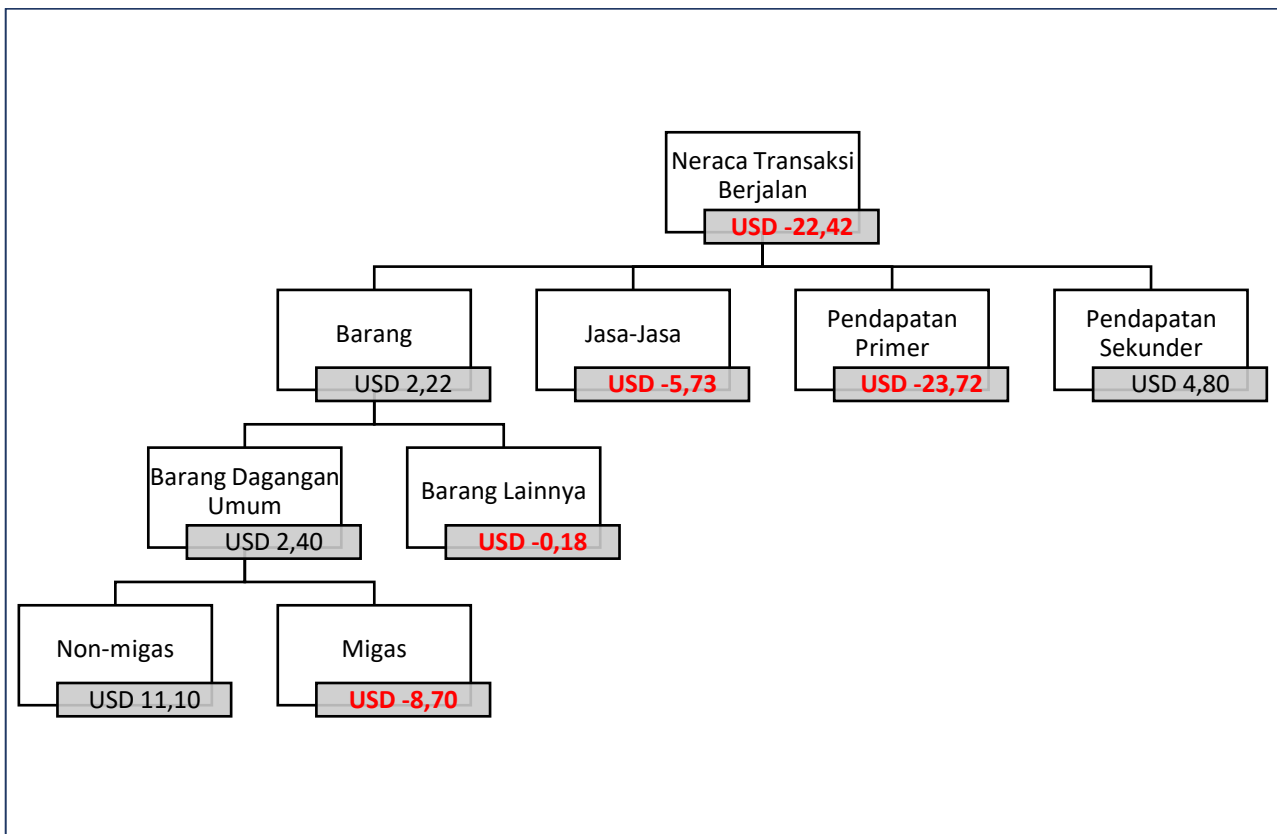 Neraca Transaksi
Berjalan
USD -22,42
Barang
USD 2,22
Jasa-Jasa
USD -5,73
Pendapatan
Primer
USD -23,72
Pendapatan
Sekunder
USD 4,80
Barang Dagangan
Umum
USD 2,40
Barang Lainnya
USD -0,18
Non-migas
USD 11,10
Migas
USD -8,70